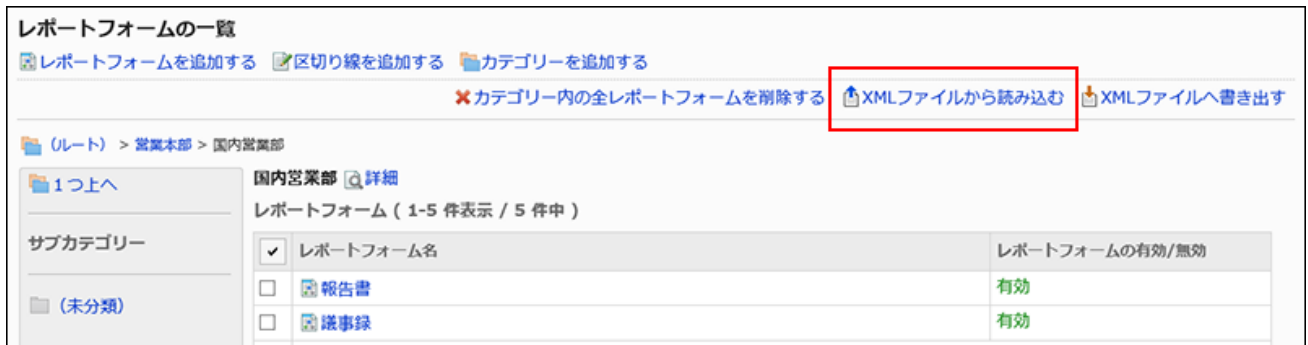 レポートフォームの一覧
レポートフォームを追加する 区切り線を追加する カテゴリーを追加する
カテゴリー内の全レポートフォームを削除する XMLファイルから読み込む XMLファイルへ書き出す
（ルート） > 営業本部 > 国内営業部
1つ上へ
サブカテゴリー
（未分類）
国内営業部 詳細
レポートフォーム ( 1-5 件表示 / 5 件中 )
レポートフォーム名 レポートフォームの有効/無効
報告書 有効
議事録 有効